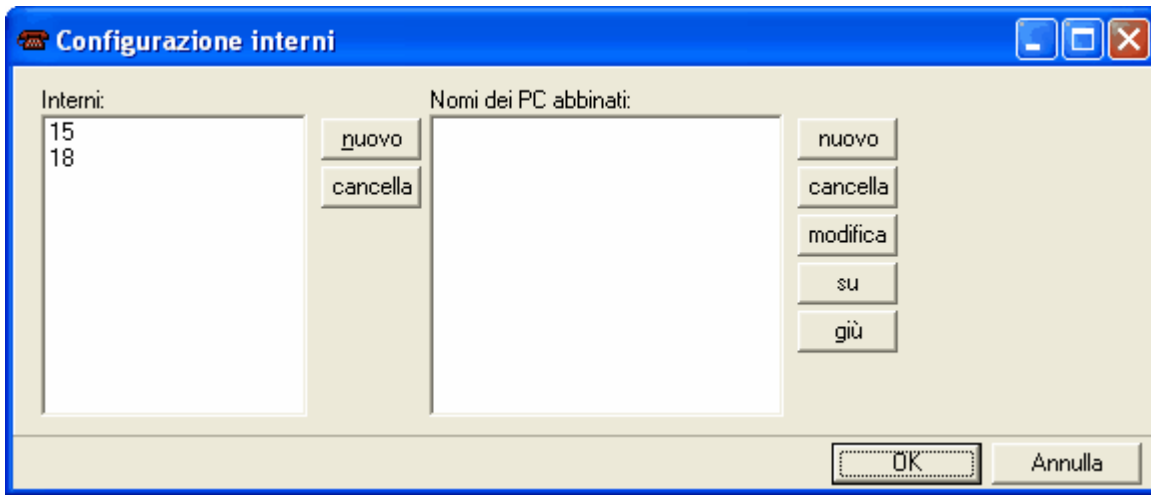 Configurazione interni
Interni:
Nomi dei PC abbinati:
15
18
nuovo
cancella
nuovo
cancella
modifica
su
giù
OK
Annulla